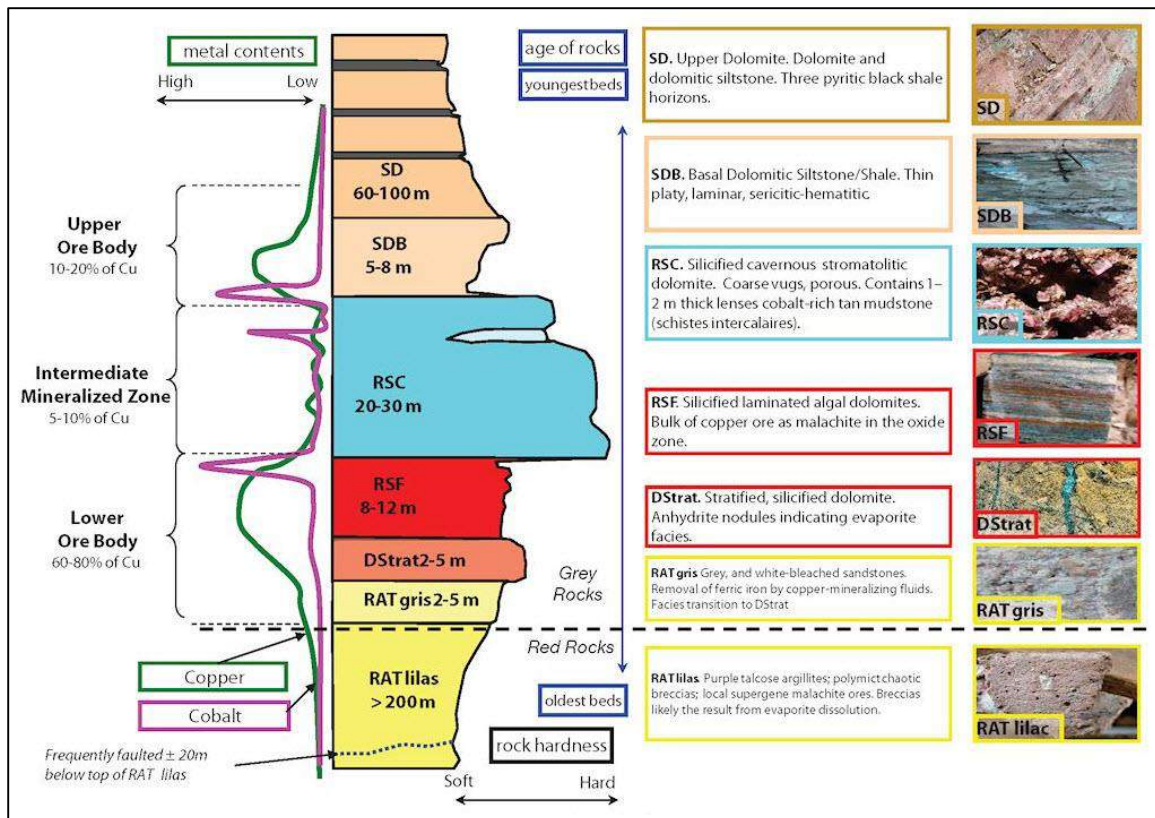 metal contents
High
Low
Upper
Ore Body
10-20% of Cu
Intermediate
Mineralized Zone
5-10% of Cu
Lower
Ore Body
60-80% of Cu
Copper
Cobalt
Frequently faulted ± 20m
below top of RAT lilas
SD
60-100 m
SDB
5-8 m
RSC
20-30 m
RSF
8-12 m
DStrat2-5 m
RAT gris2-5 m
RAT lilas
> 200 m
Grey
Rocks
Red Rocks
age of rocks
youngest beds
oldest beds
rock hardness
Soft
Hard
SD. Upper Dolomite. Dolomite and
dolomitic siltstone. Three pyritic black shale
horizons.
SD
SDB. Basal Dolomitic Siltstone/Shale. Thin
platy, laminar, sericitic-hematitic.
SDB
RSC. Silicified cavernous stromatolitic
dolomite. Coarse vugs, porous. Contains 1–
2 m thick lenses cobalt-rich tan mudstone
(schistes intercalaires).
RSC
RSF. Silicified laminated algal dolomites.
Bulk of copper ore as malachite in the oxide
zone.
RSF
DStrat. Stratified, silicified dolomite.
Anhydrite nodules indicating evaporite
facies.
DStrat
RAT gris Grey, and white-bleached sandstones.
Removal of ferric iron by copper-mineralizing fluids.
Facies transition to DStrat
RAT gris
RAT lilas. Purple talcose argillites; polymict chaotic
breccias; local supergene malachite ores. Breccias
likely the result from evaporite dissolution.
RAT lilac